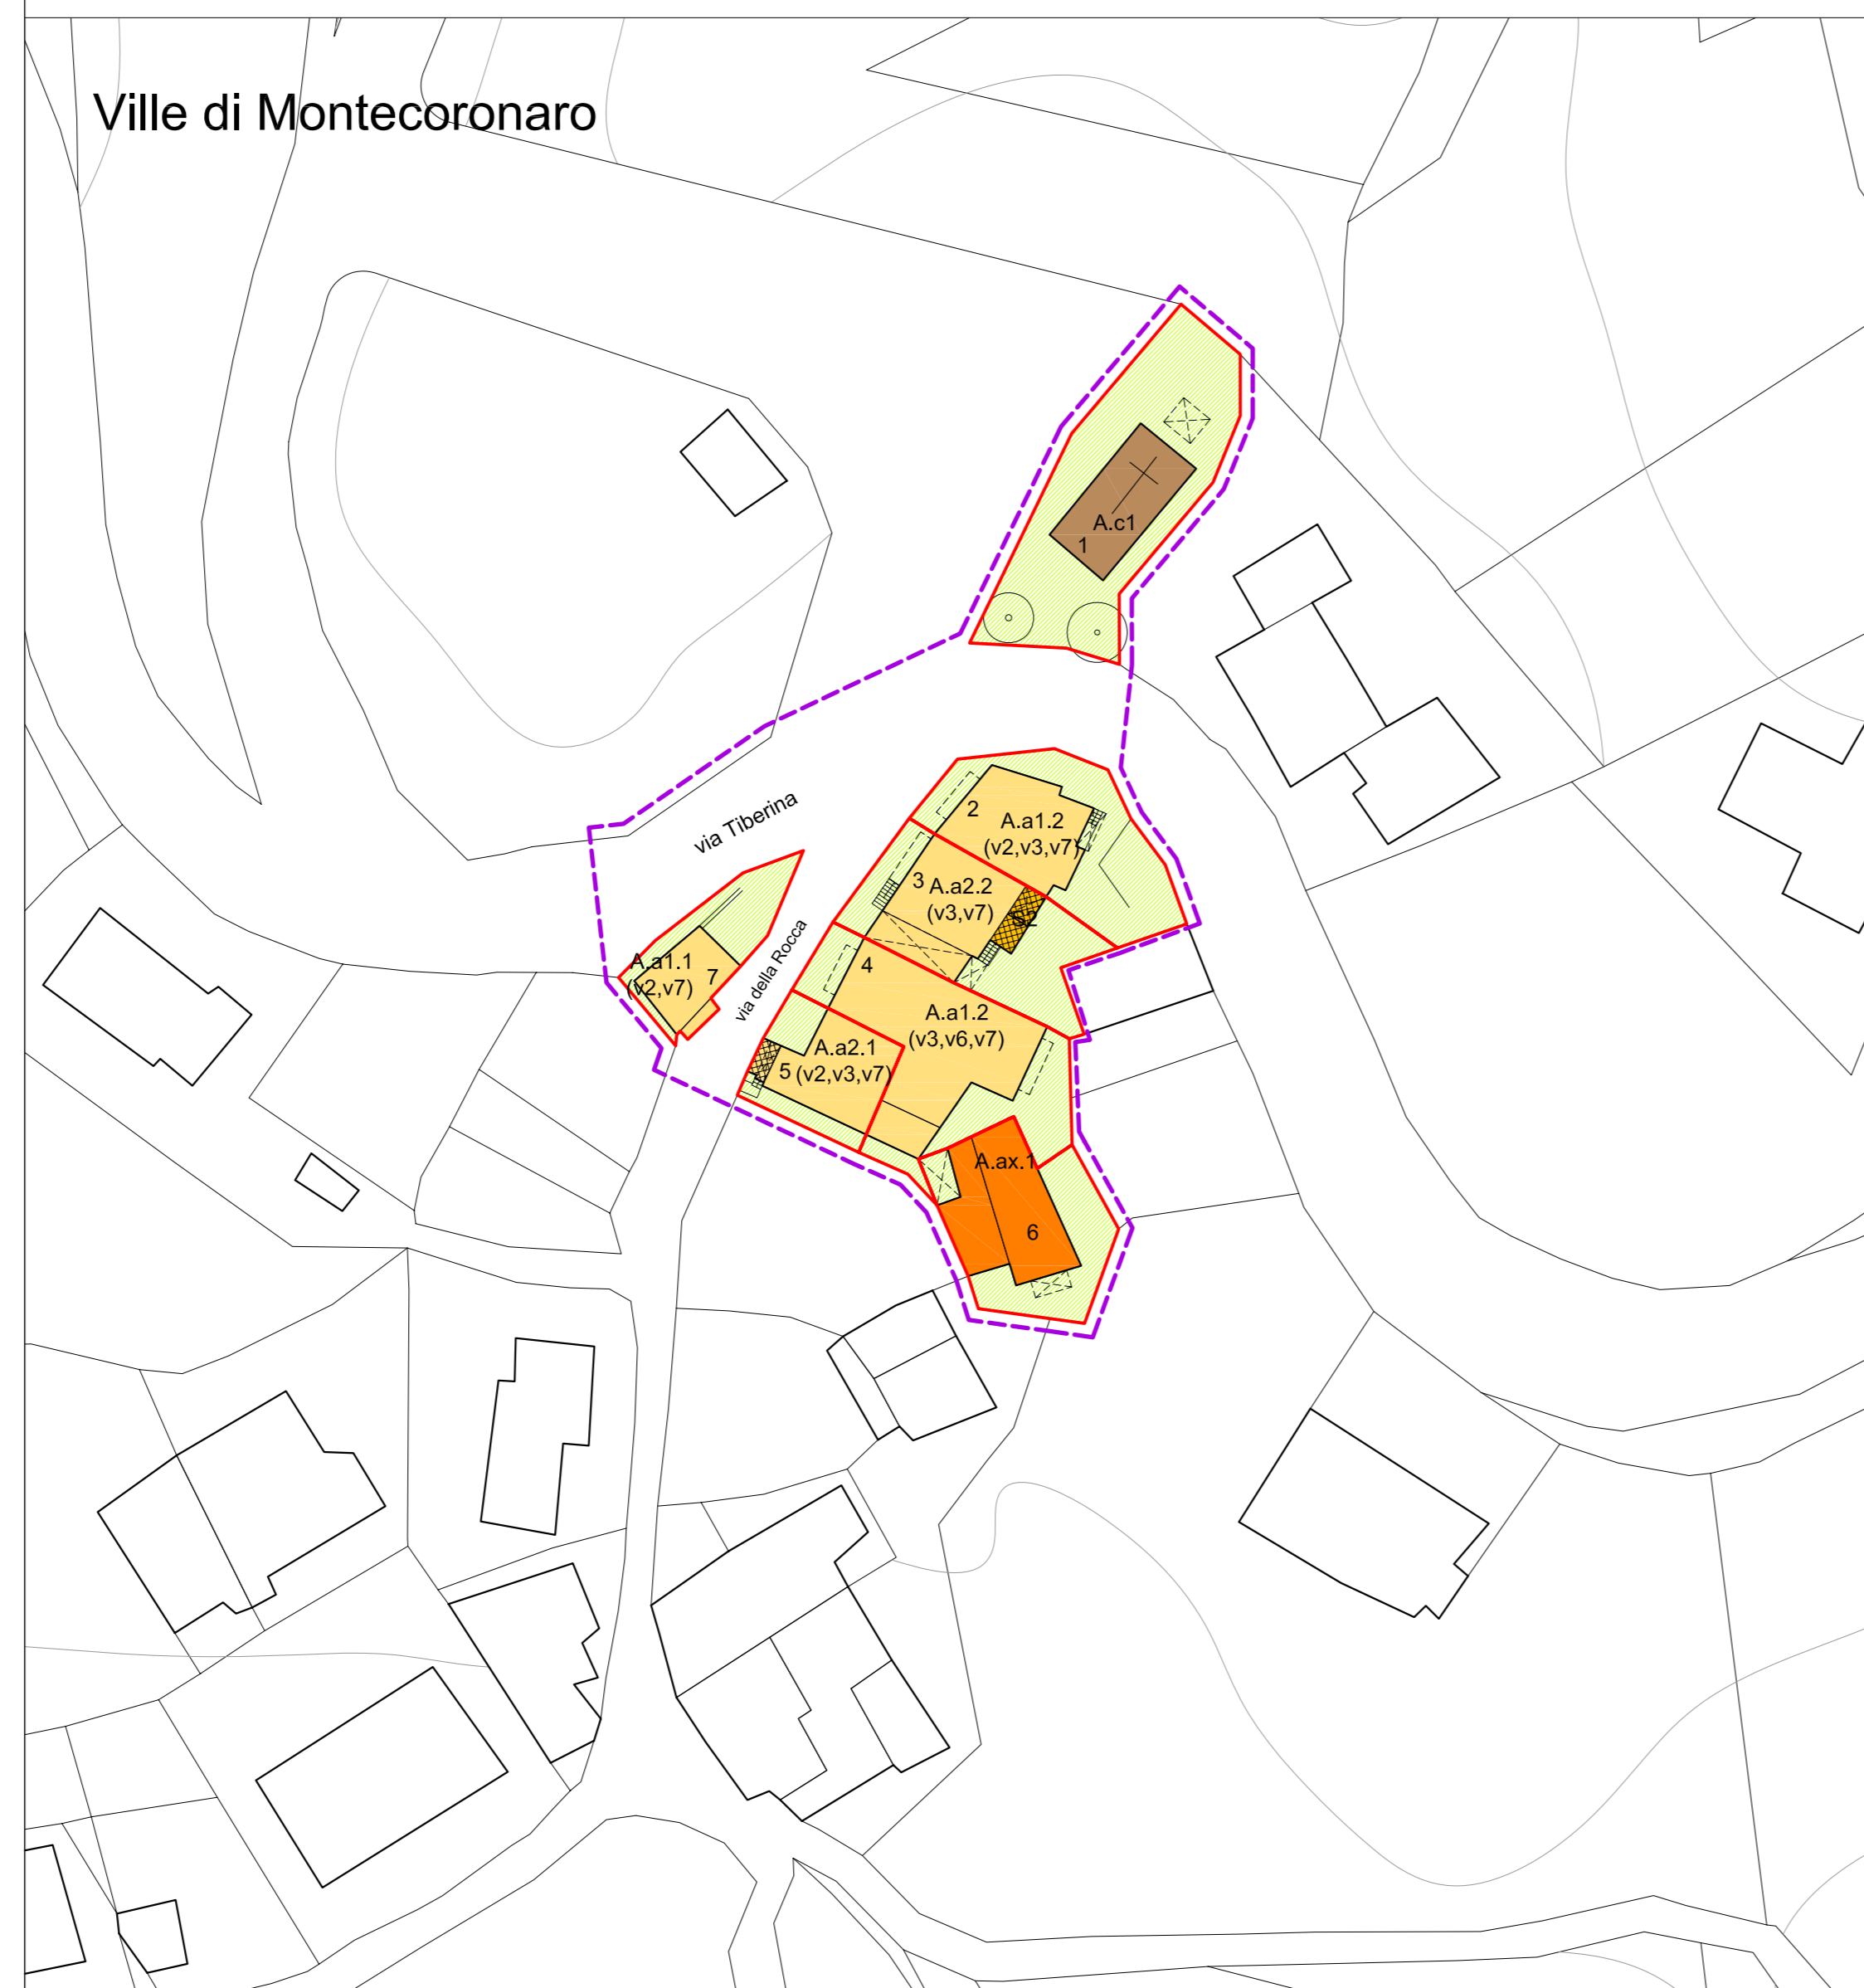 Ville di Montecoronaro
A.c1
1
via Tiberina
2
A.a1.2
(v2,v3,v7)
3
A.a2.2
(v3,v7)
S2
via della Rocca
A.a1.1
(v2,v7)
7
4
A.a1.2
(v3,v6,v7)
A.a2.1
5
(v2,v3,v7)
A.ax.1
6